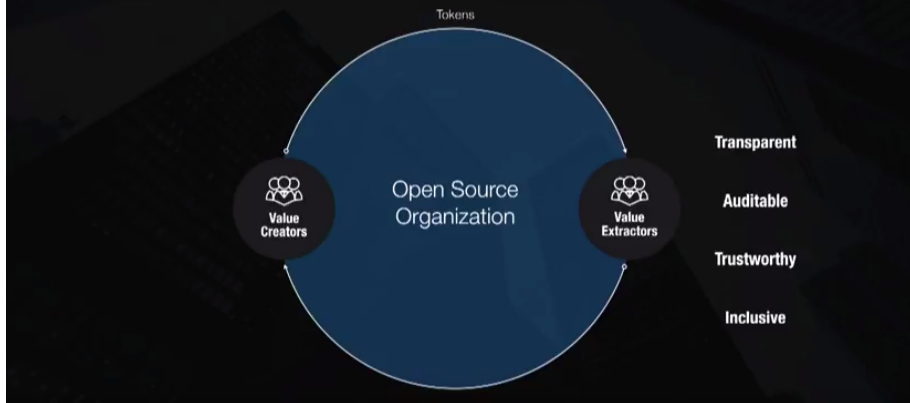 Tokens
Open Source
Organization
Value
Creators
Value
Extractors
Transparent
Auditable
Trustworthy
Inclusive